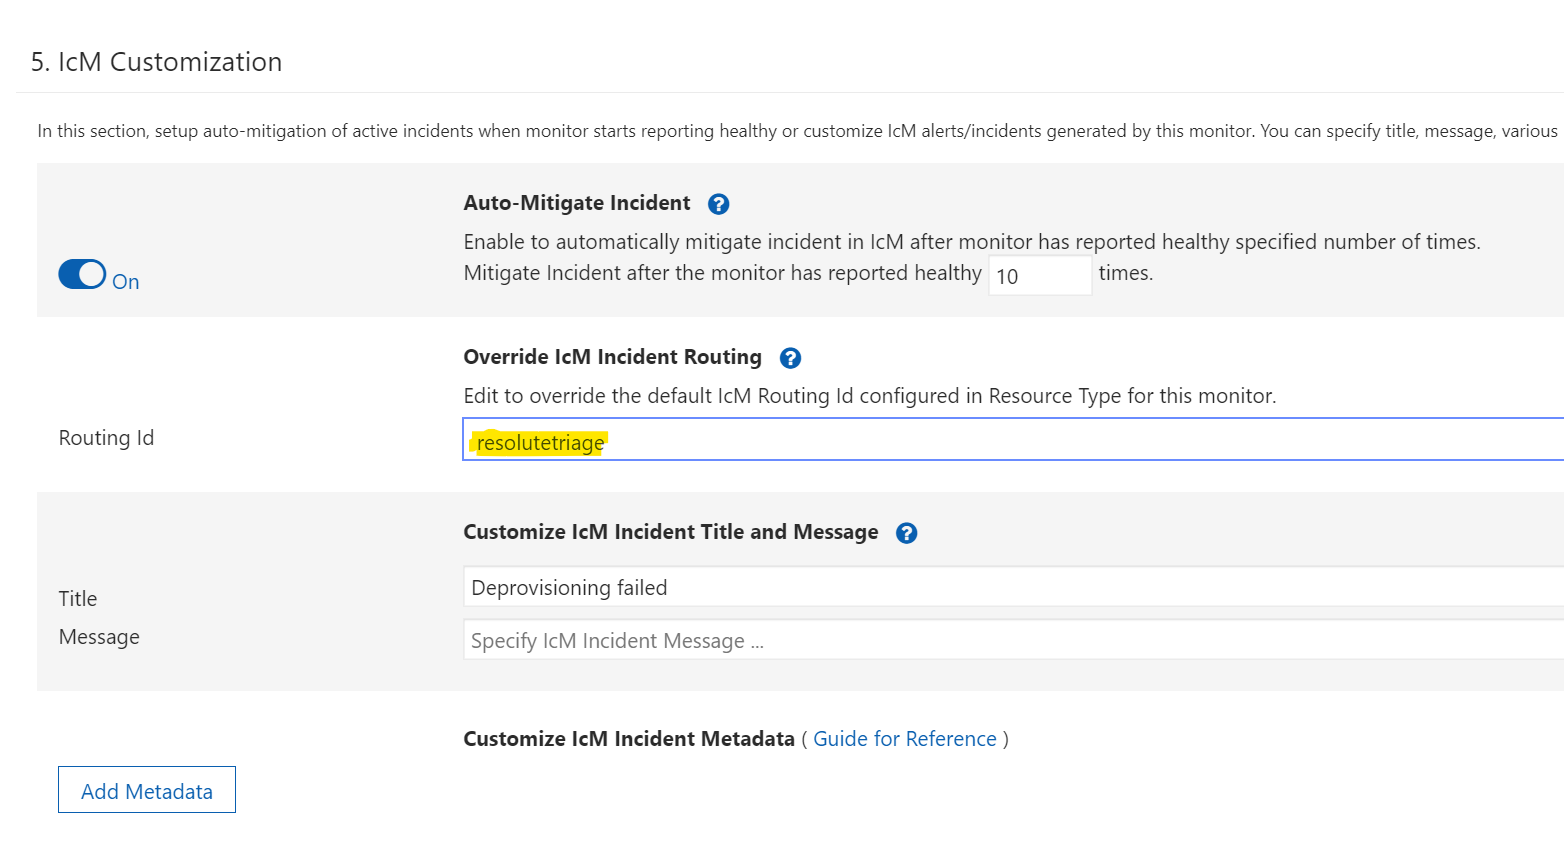 5. IcM Customization
In this section, setup auto-mitigation of active incidents when monitor starts reporting healthy or customize IcM alerts/incidents generated by this monitor. You can specify title, message, various
Auto-Mitigate Incident ?
Enable to automatically mitigate incident in IcM after monitor has reported healthy specified number of times.
On
Mitigate Incident after the monitor has reported healthy 10 times.
Override IcM Incident Routing ?
Edit to override the default IcM Routing Id configured in Resource Type for this monitor.
Routing Id
resolutetriage
Customize IcM Incident Title and Message ?
Title
Deprovisioning failed
Message
Specify IcM Incident Message ...
Customize IcM Incident Metadata ( Guide for Reference )
Add Metadata